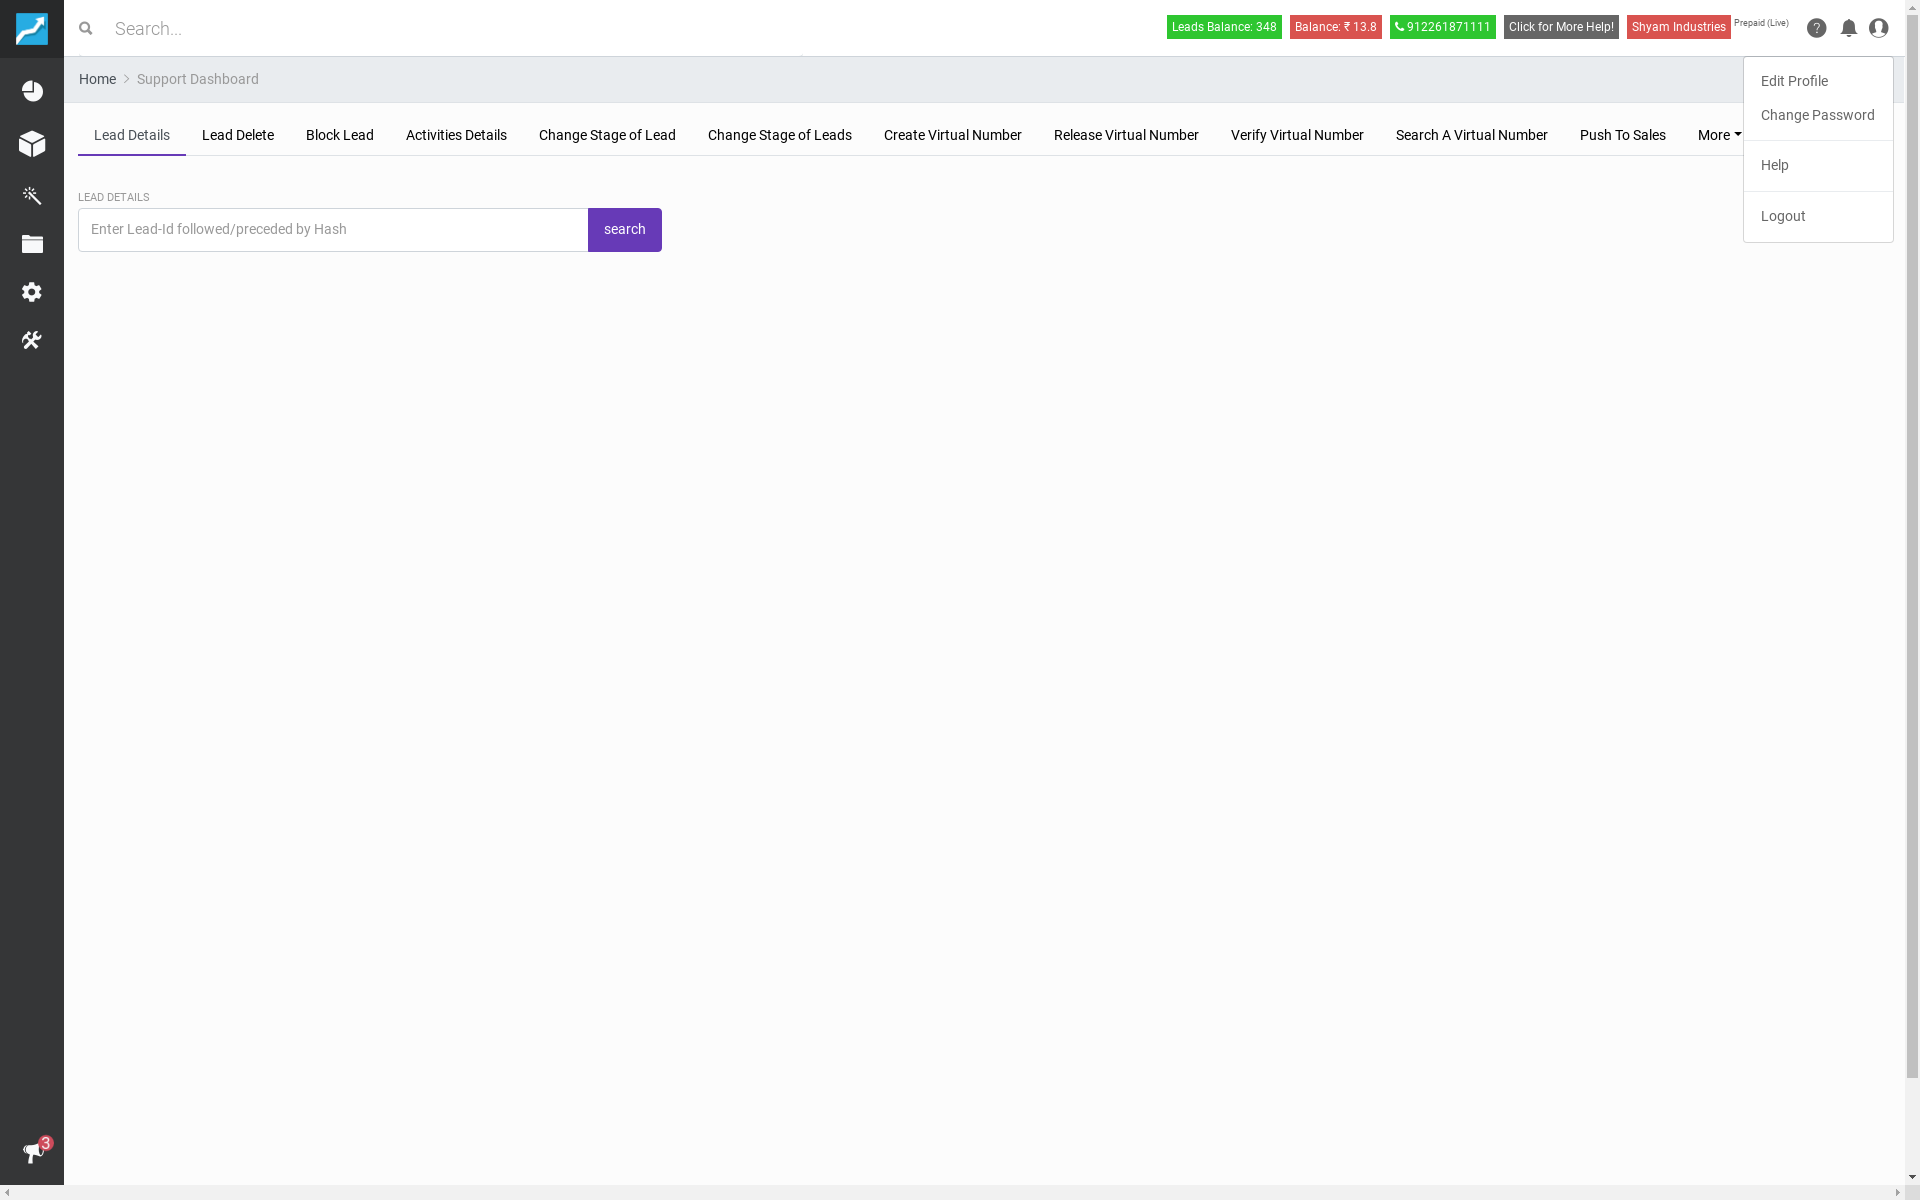 Search...
Leads Balance: 348
Balance: ₹ 13.8
912261871111
Click for More Help!
Shyam Industries
Prepaid (Live)
Home
Support Dashboard
Edit Profile
Change Password
Help
Logout
Lead Details
Lead Delete
Block Lead
Activities Details
Change Stage of Lead
Change Stage of Leads
Create Virtual Number
Release Virtual Number
Verify Virtual Number
Search A Virtual Number
Push To Sales
More
LEAD DETAILS
Enter Lead-Id followed/preceded by Hash
search
3